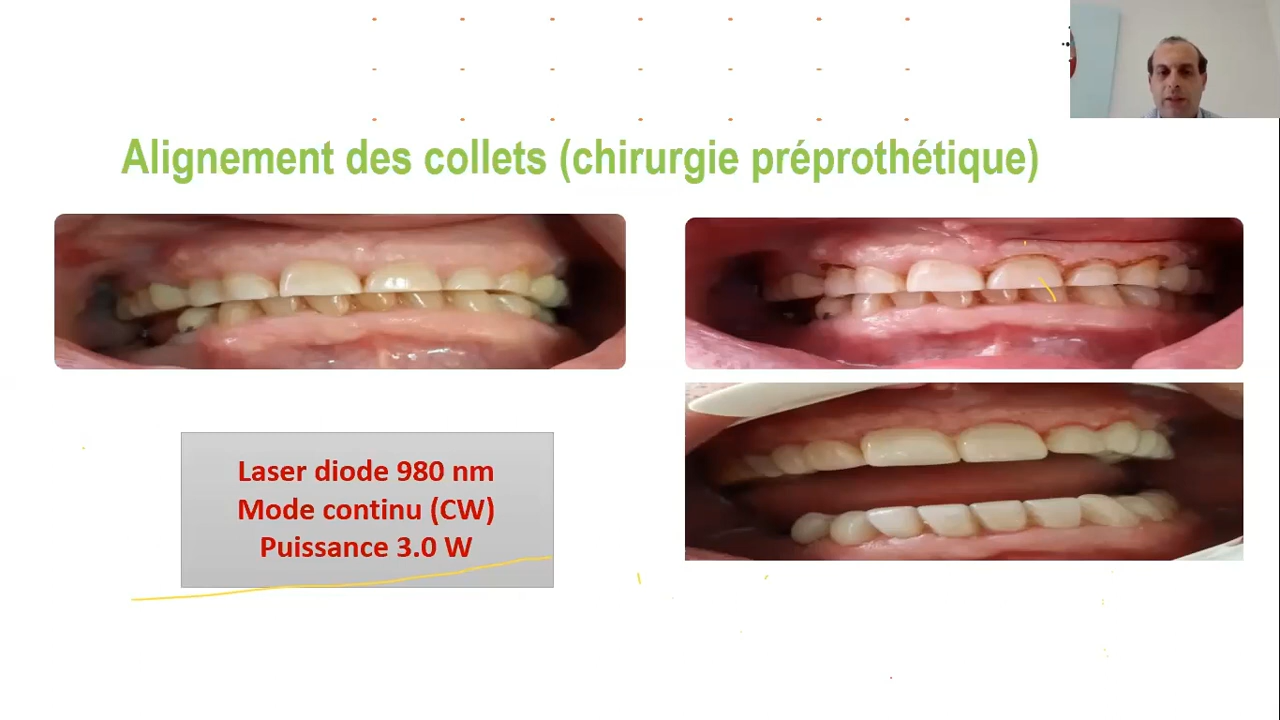 Alignement des collets (chirurgie préprothétique)
Laser diode 980 nm
Mode continu (CW)
Puissance 3.0 W